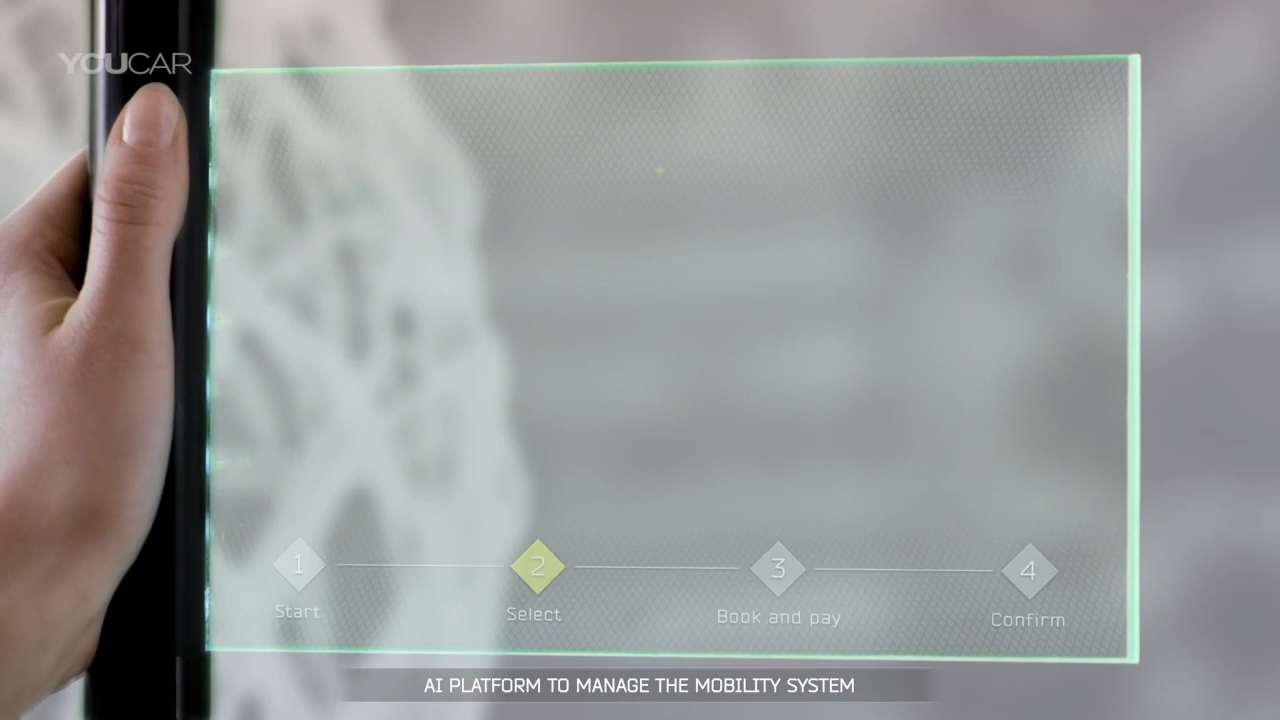 YOUCAR
1
2
3
4
Start
Select
Book and pay
Confirm
AI PLATFORM TO MANAGE THE MOBILITY SYSTEM